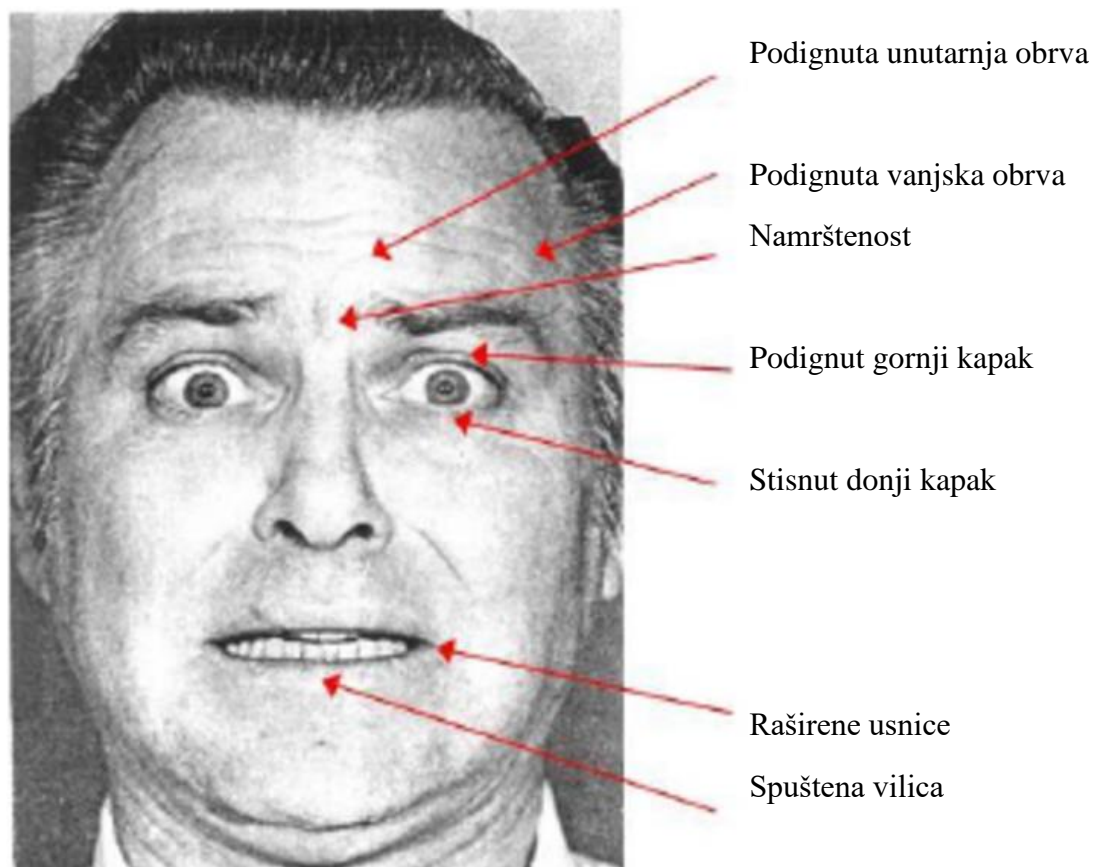 Podignuta unutarnja obrva
Podignuta vanjska obrva
Namrštenost
Podignut gornji kapak
Stisnut donji kapak
Raširene usnice
Spuštena vilica